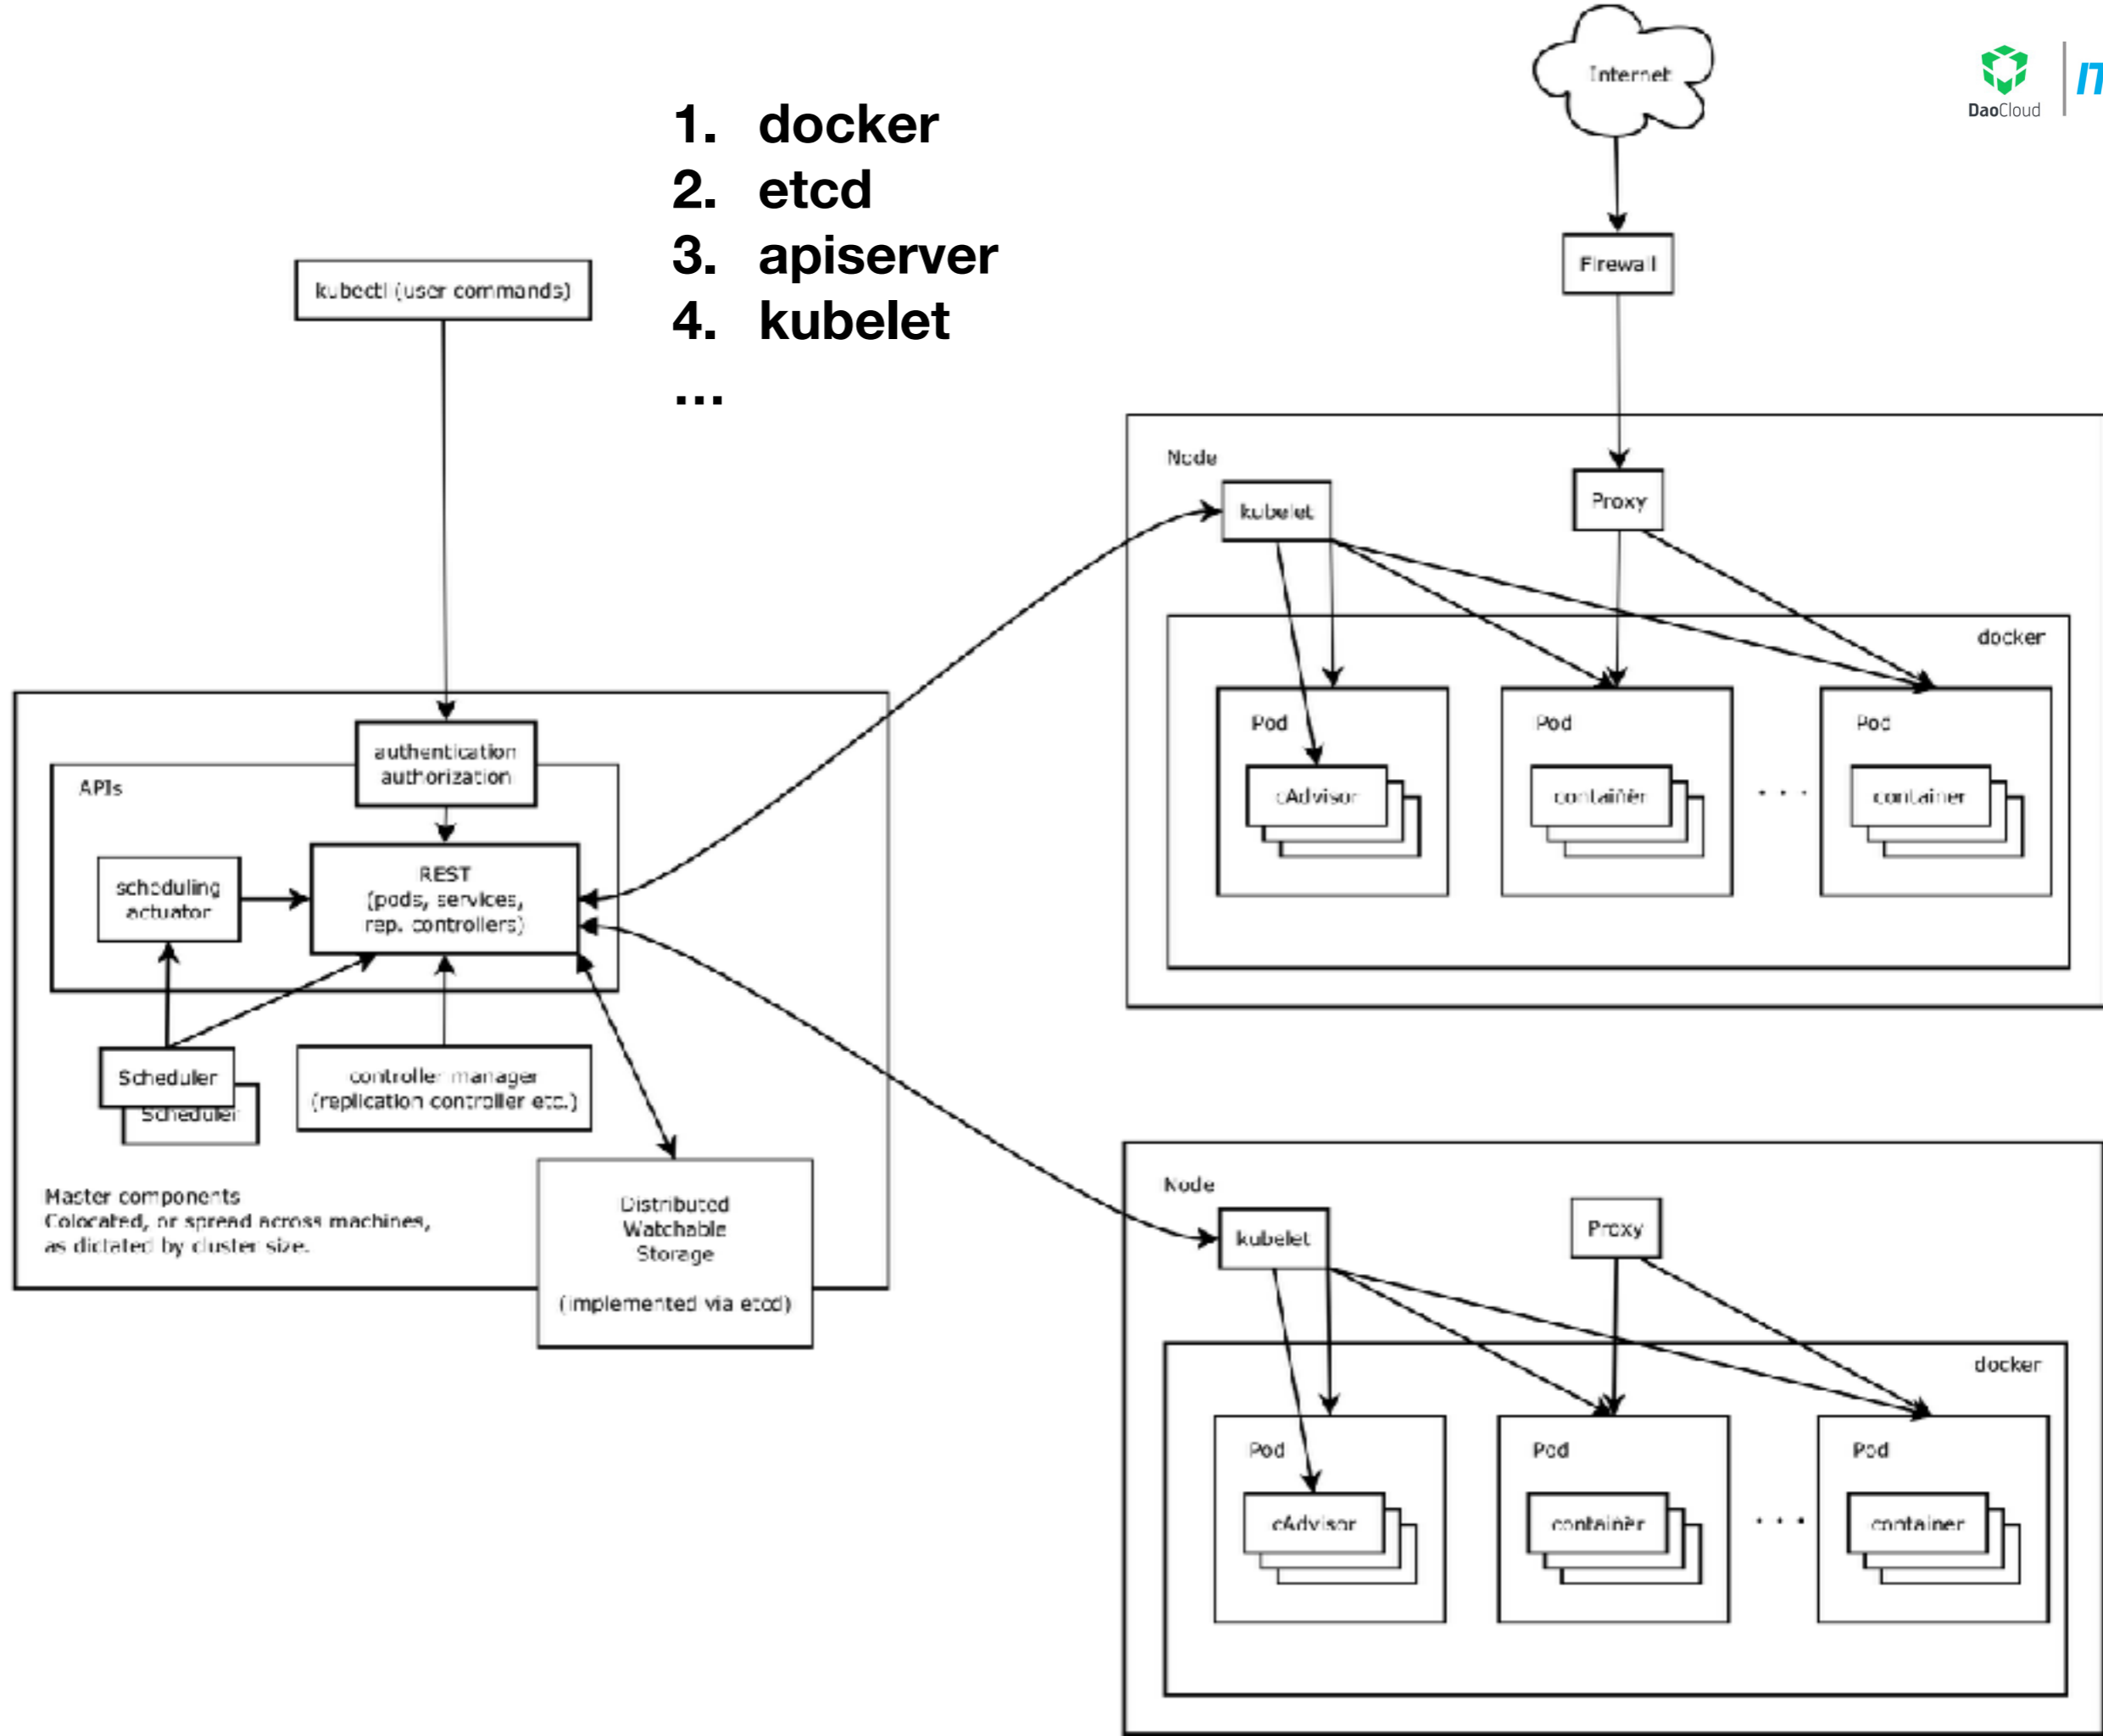 Internet
DaoCloud
IT
1. docker
2. etcd
3. apiserver
4. kubelet
...
Firewall
kubectl (user commands)
Node
kubelet
Proxy
docker
Pod
cAdvisor
Pod
container
. . .
Pod
container
authentication
authorization
APIs
scheduling
actuator
REST
(pods, services,
rep. controllers)
Scheduler
Scheduler
controller manager
(replication controller etc.)
Master components
Colocated, or spread across machines,
as dictated by cluster size.
Distributed
Watchable
Storage
(implemented via etcd)
Node
kubelet
Proxy
docker
Pod
cAdvisor
Pod
container
. . .
Pod
container